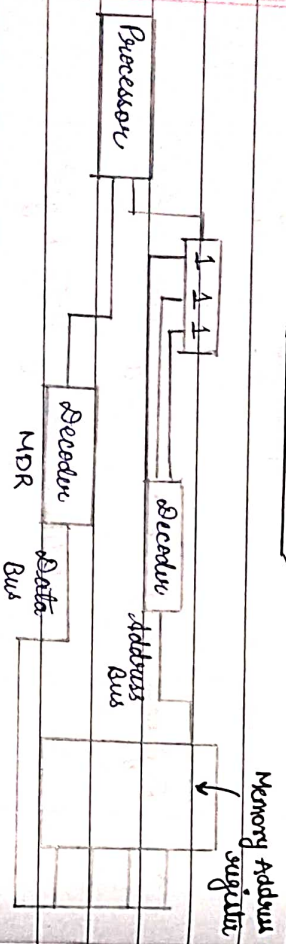 Processor
1 1 1
Decoder
Address
Bus
Memory Address
register
Decoder
MDR
Data
Bus